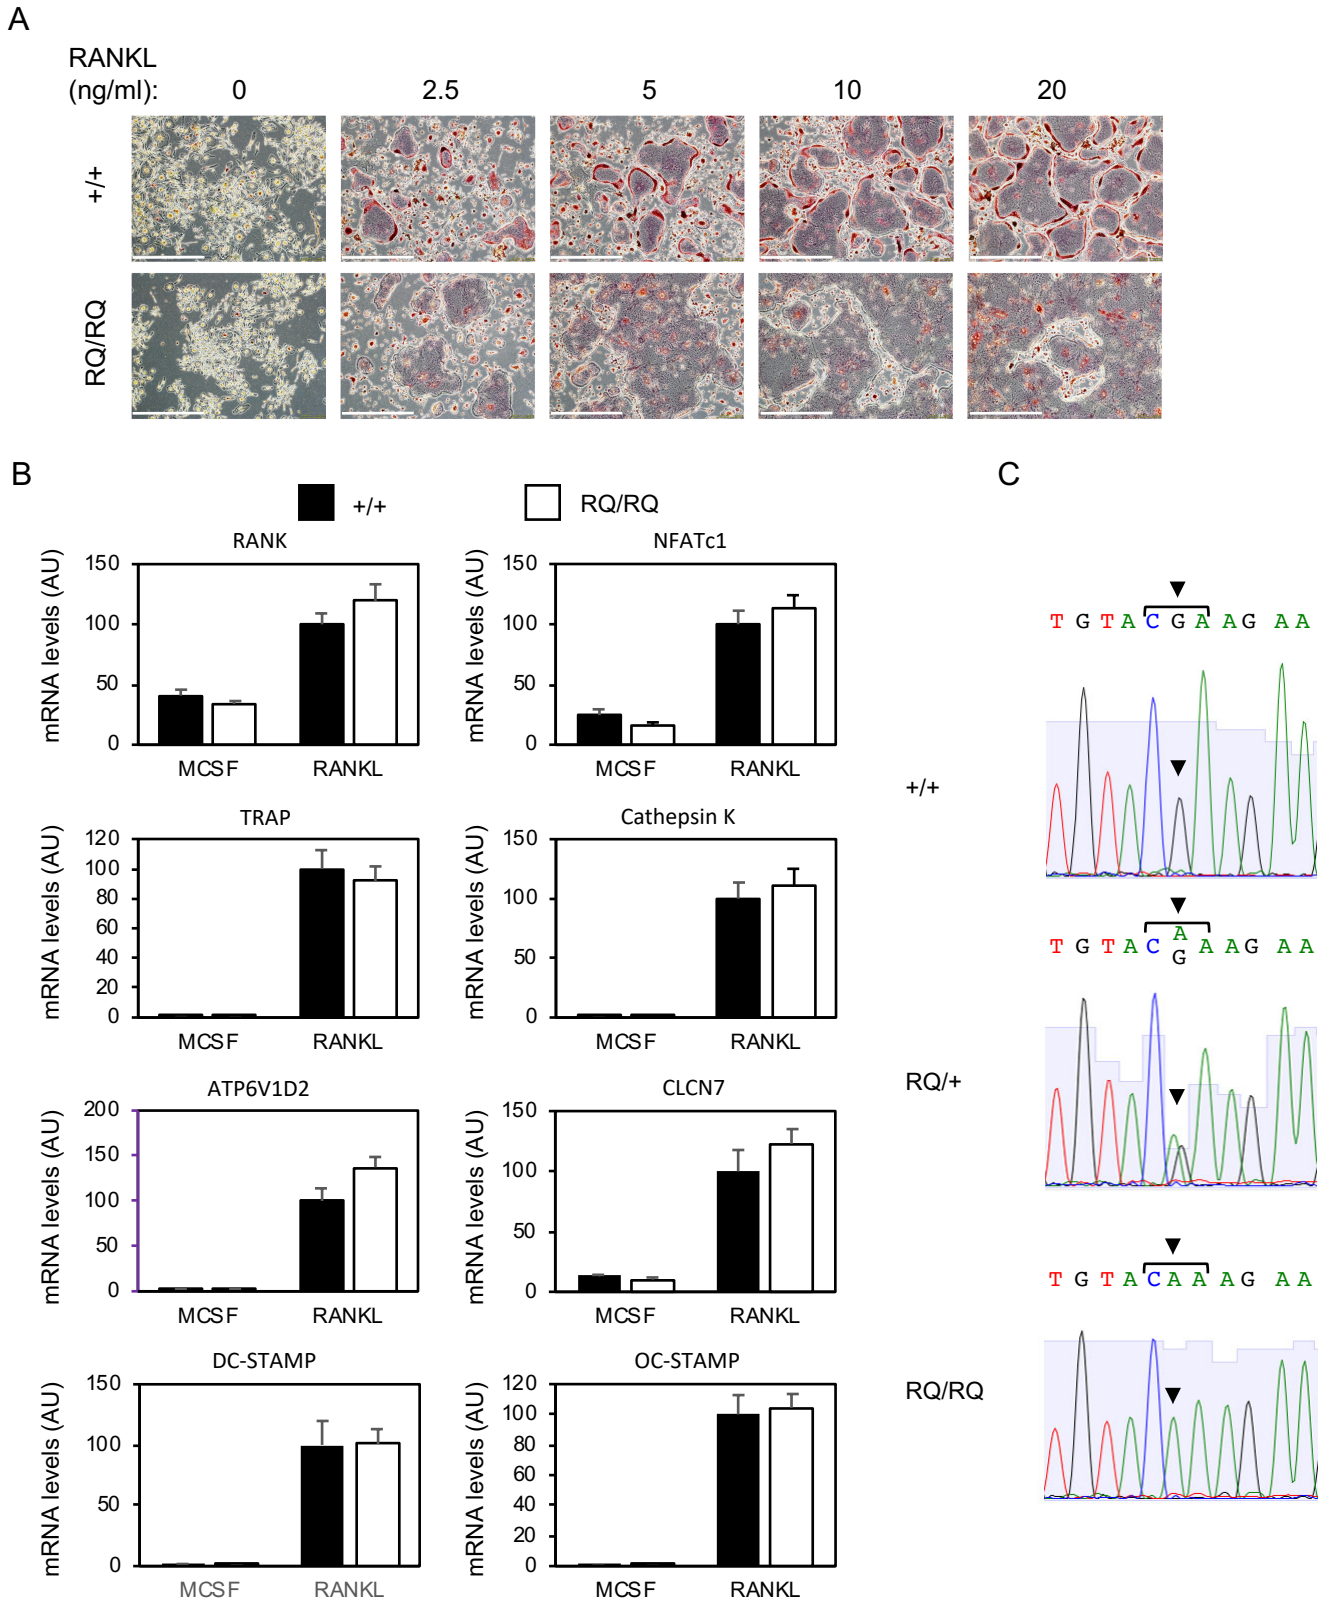 A
RANKL
(ng/ml): 0 2.5 5 10 20
+/+
RQ/RQ
B
+/+ RQ/RQ
RANK
mRNA levels (AU)
150
100
50
0
MCSF RANKL
NFATc1
mRNA levels (AU)
150
100
50
0
MCSF RANKL
TRAP
mRNA levels (AU)
120
100
80
60
40
20
0
MCSF RANKL
Cathepsin K
mRNA levels (AU)
150
100
50
0
MCSF RANKL
ATP6V1D2
mRNA levels (AU)
200
150
100
50
0
MCSF RANKL
CLCN7
mRNA levels (AU)
150
100
50
0
MCSF RANKL
DC-STAMP
mRNA levels (AU)
150
100
50
0
MCSF RANKL
OC-STAMP
mRNA levels (AU)
120
100
80
60
40
20
0
MCSF RANKL
C
T G T A C G A A G A A
+/+
A
T G T A C A A G A A
G
RQ/+
T G T A C A A A G A A
RQ/RQ